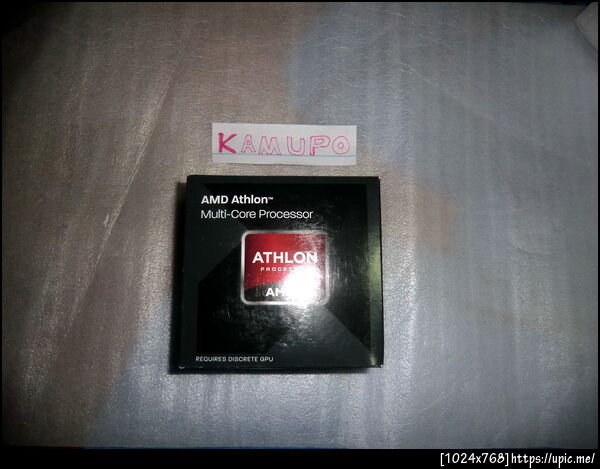 KAMUPO
AMD Athlon™
Multi-Core Processor
ATHLON
REQUIRES DISCRETE GPU
[1024x768]https://upic.me/